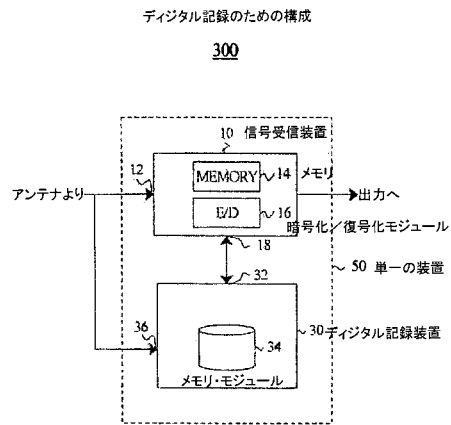 ディジタル記録のための構成
300
10 信号受信装置
12
MEMORY
14 メモリ
アンテナより
出力へ
E/D
16
暗号化/復号化モジュール
18
50 単一の装置
32
36
34
30 ディジタル記録装置
メモリ・モジュール